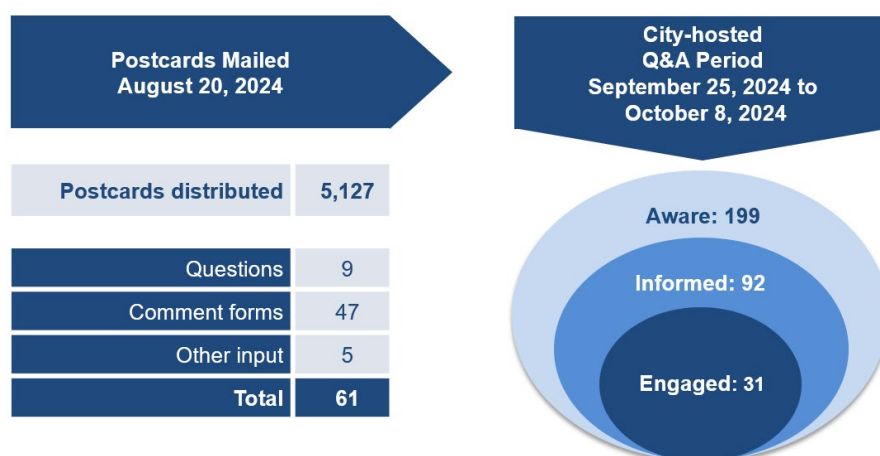 Postcards Mailed
August 20, 2024
City-hosted
Q&A Period
September 25, 2024 to
October 8, 2024
Postcards distributed 5,127
Questions 9
Comment forms 47
Other input 5
Total 61
Aware: 199
Informed: 92
Engaged: 31